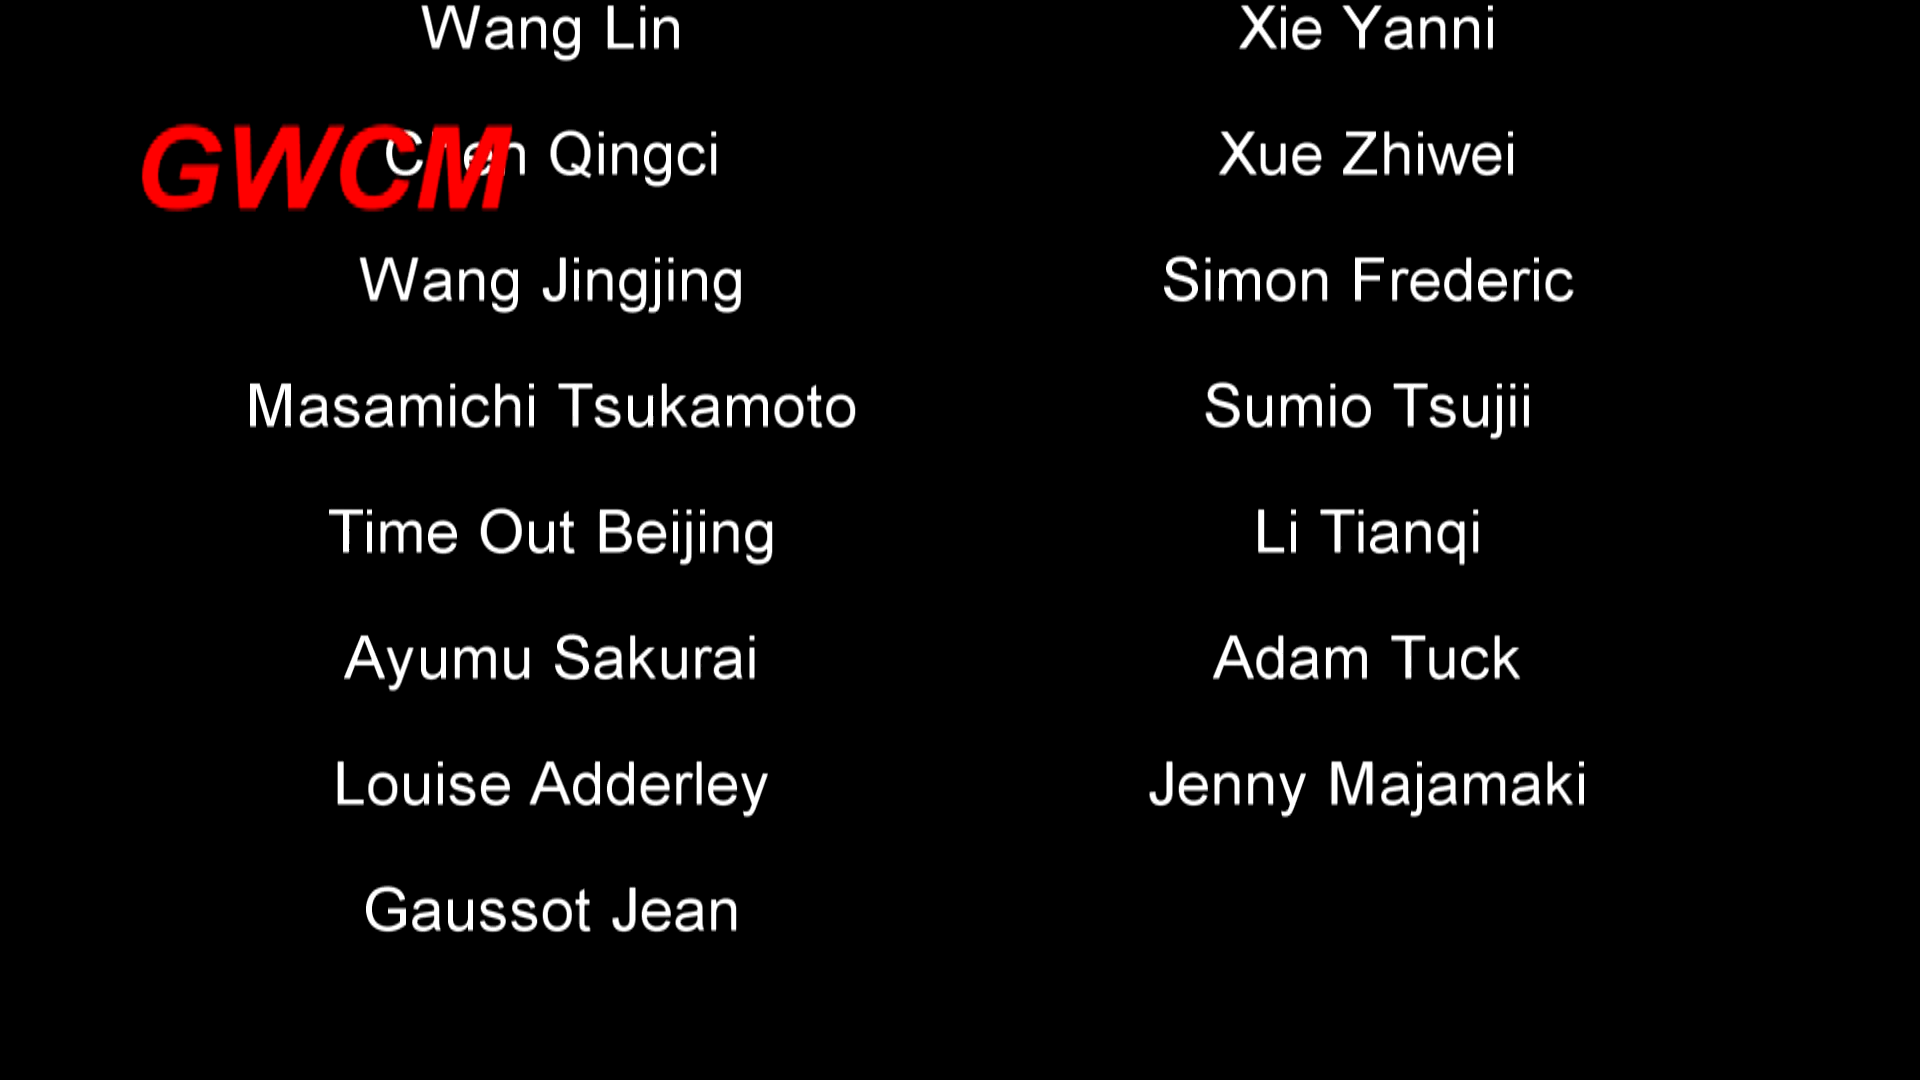 Wang Lin Xie Yanni
GWCM
Chen Qingci Xue Zhiwei
Wang Jingjing Simon Frederic
Masamichi Tsukamoto Sumio Tsujii
Time Out Beijing Li Tianqi
Ayumu Sakurai Adam Tuck
Louise Adderley Jenny Majamaki
Gaussot Jean